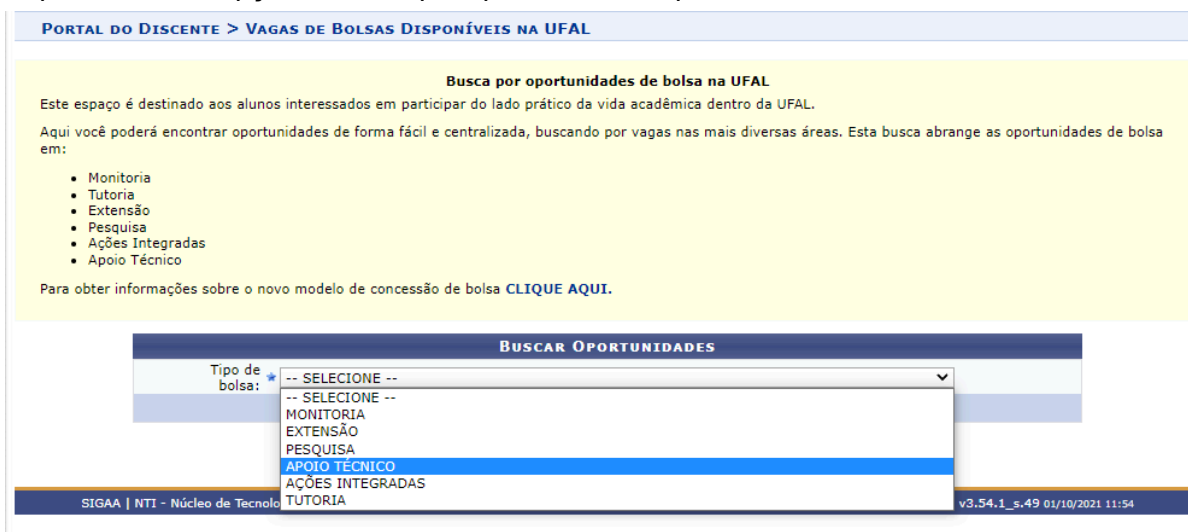 PORTAL DO DISCENTE > VAGAS DE BOLSAS DISPONÍVEIS NA UFAL
Busca por oportunidades de bolsa na UFAL
Este espaço é destinado aos alunos interessados em participar do lado prático da vida acadêmica dentro da UFAL.
Aqui você poderá encontrar oportunidades de forma fácil e centralizada, buscando por vagas nas mais diversas áreas. Esta busca abrange as oportunidades de bolsa
em:
• Monitoria
• Tutoria
• Extensão
• Pesquisa
• Ações Integradas
• Apoio Técnico
Para obter informações sobre o novo modelo de concessão de bolsa CLIQUE AQUI.
BUSCAR OPORTUNIDADES
Tipo de
bolsa:
-- SELECIONE --
-- SELECIONE --
MONITORIA
EXTENSÃO
PESQUISA
APOIO TÉCNICO
AÇÕES INTEGRADAS
TUTORIA
SIGAA | NTI - Núcleo de Tecnolo
v3.54.1_s.49 01/10/2021 11:54